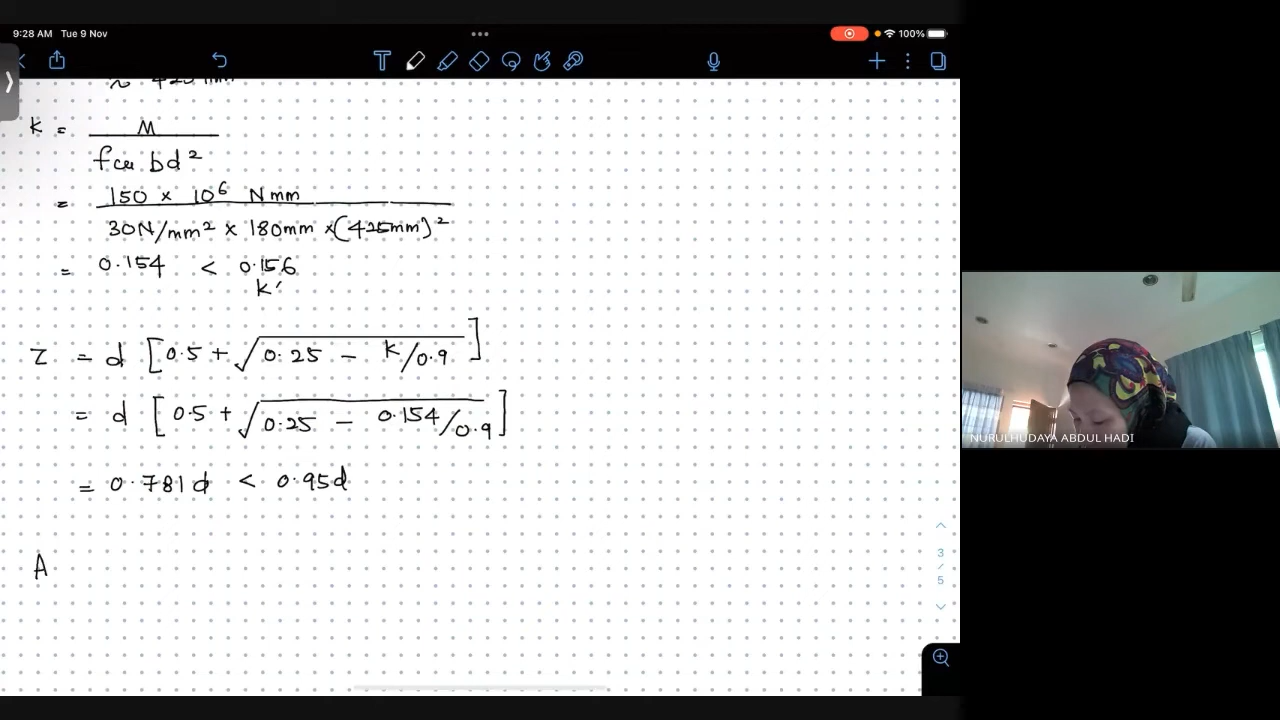 9:28 AM Tue 9 Nov
100%
T
K = M
fcu bd²
= 150 × 10⁶ Nmm
30N/mm² × 180mm × (425mm)²
= 0.154 < 0.156
K'
z = d [0.5 + √0.25 - K/0.9]
= d [0.5 + √0.25 - 0.154/0.9]
= 0.781d < 0.95d
A
3
/
5
NURULHUDAYA ABDUL HADI